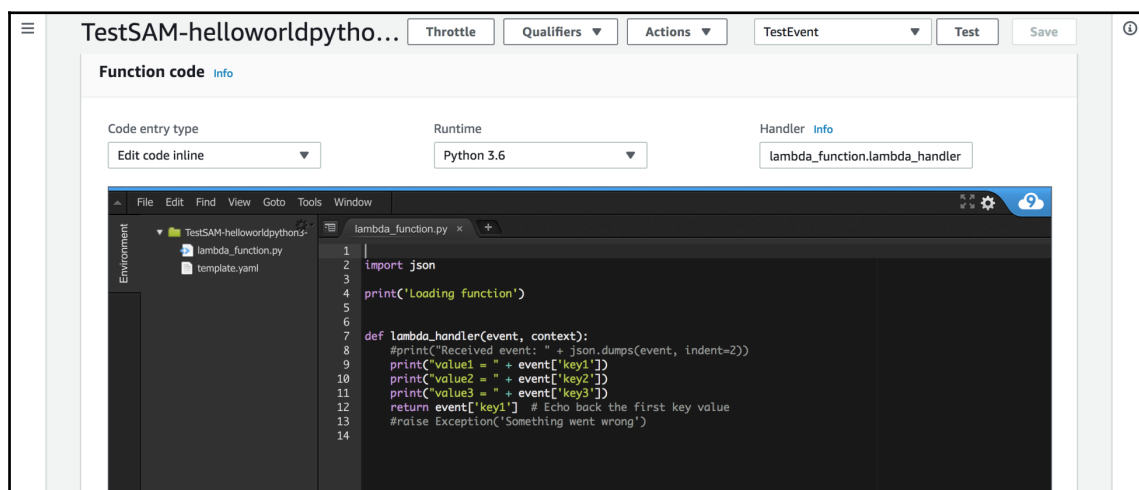 TestSAM-helloworldpytho... Throttle Qualifiers Actions TestEvent Test Save
Function code Info
Code entry type Runtime Handler Info
Edit code inline Python 3.6 lambda_function.lambda_handler
File Edit Find View Goto Tools Window
Environment
TestSAM-helloworldpython3-
lambda_function.py
template.yaml
lambda_function.py × +
1
2 import json
3
4 print('Loading function')
5
6
7 def lambda_handler(event, context):
8 #print("Received event: " + json.dumps(event, indent=2))
9 print("value1 = " + event['key1'])
10 print("value2 = " + event['key2'])
11 print("value3 = " + event['key3'])
12 return event['key1'] # Echo back the first key value
13 #raise Exception('Something went wrong')
14